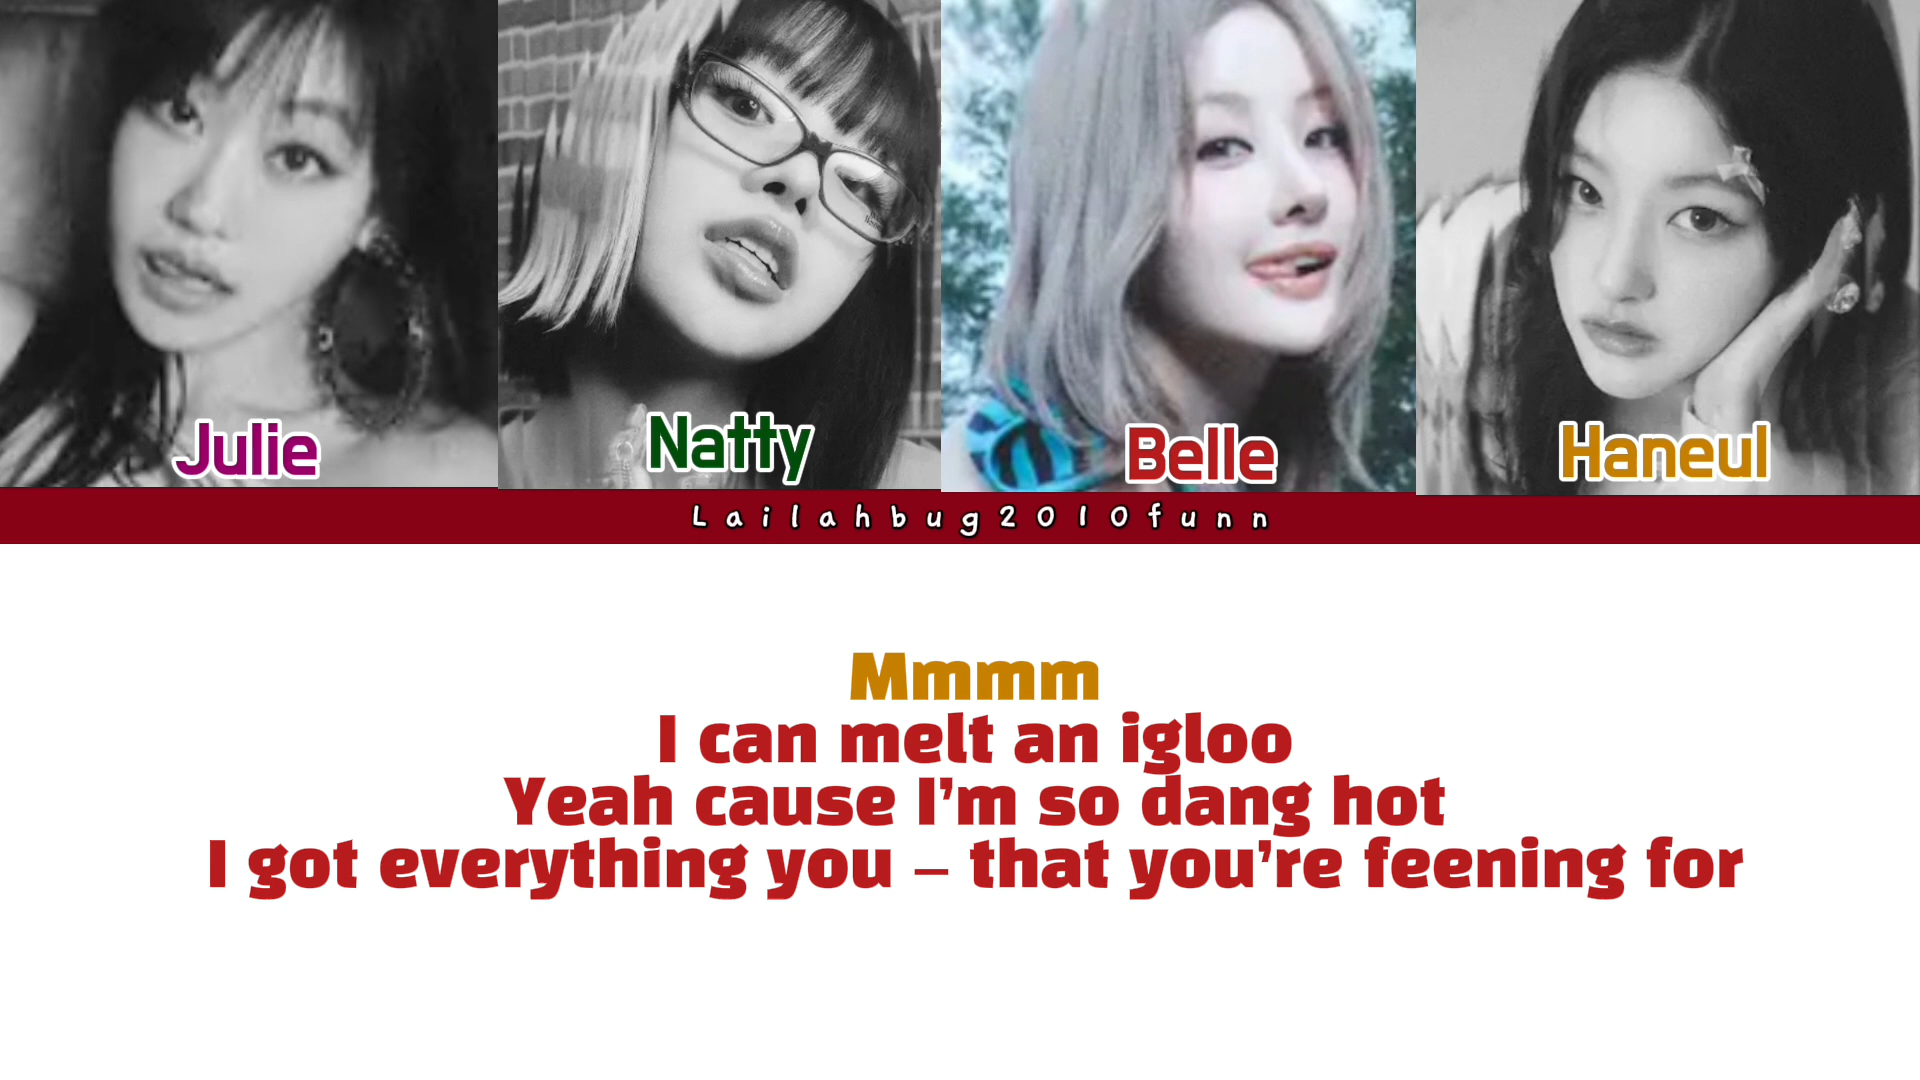 Julie
Natty
Belle
Haneul
Lailahbug2010funn
Mmmm
I can melt an igloo
Yeah cause I'm so dang hot
I got everything you – that you're feening for